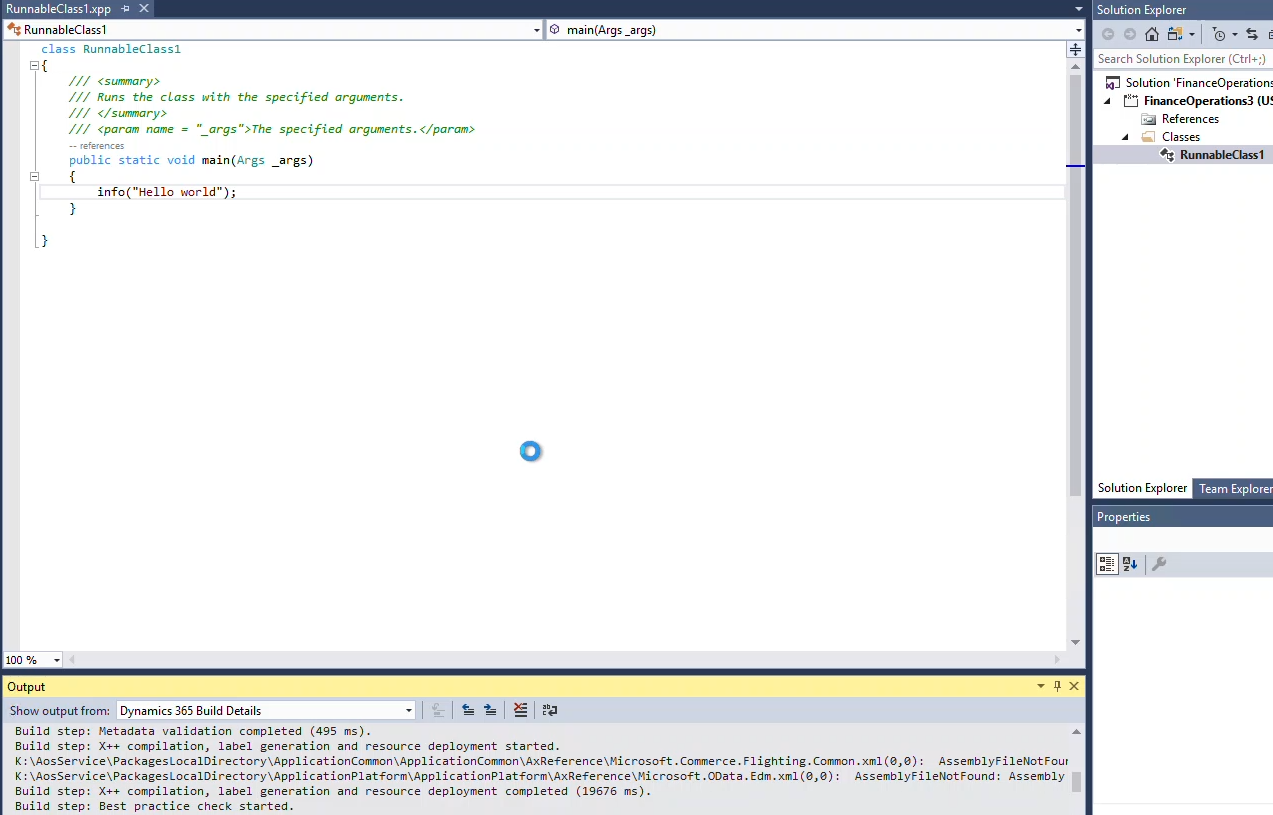 RunnableClass1.xpp
RunnableClass1
main(Args _args)
class RunnableClass1
{
/// <summary>
/// Runs the class with the specified arguments.
/// </summary>
/// <param name = "_args">The specified arguments.</param>
-- references
public static void main(Args _args)
{
info("Hello world");
}
}
100 %
Output
Show output from: Dynamics 365 Build Details
Build step: Metadata validation completed (495 ms).
Build step: X++ compilation, label generation and resource deployment started.
K:\AosService\PackagesLocalDirectory\ApplicationCommon\ApplicationCommon\AxReference\Microsoft.Commerce.Flighting.Common.xml(0,0): AssemblyFileNotFoun
K:\AosService\PackagesLocalDirectory\ApplicationPlatform\ApplicationPlatform\AxReference\Microsoft.OData.Edm.xml(0,0): AssemblyFileNotFound: Assembly
Build step: X++ compilation, label generation and resource deployment completed (19676 ms).
Build step: Best practice check started.
Solution Explorer
Search Solution Explorer (Ctrl+;)
Solution 'FinanceOperations
FinanceOperations3 (US
References
Classes
RunnableClass1
Solution Explorer
Team Explorer
Properties